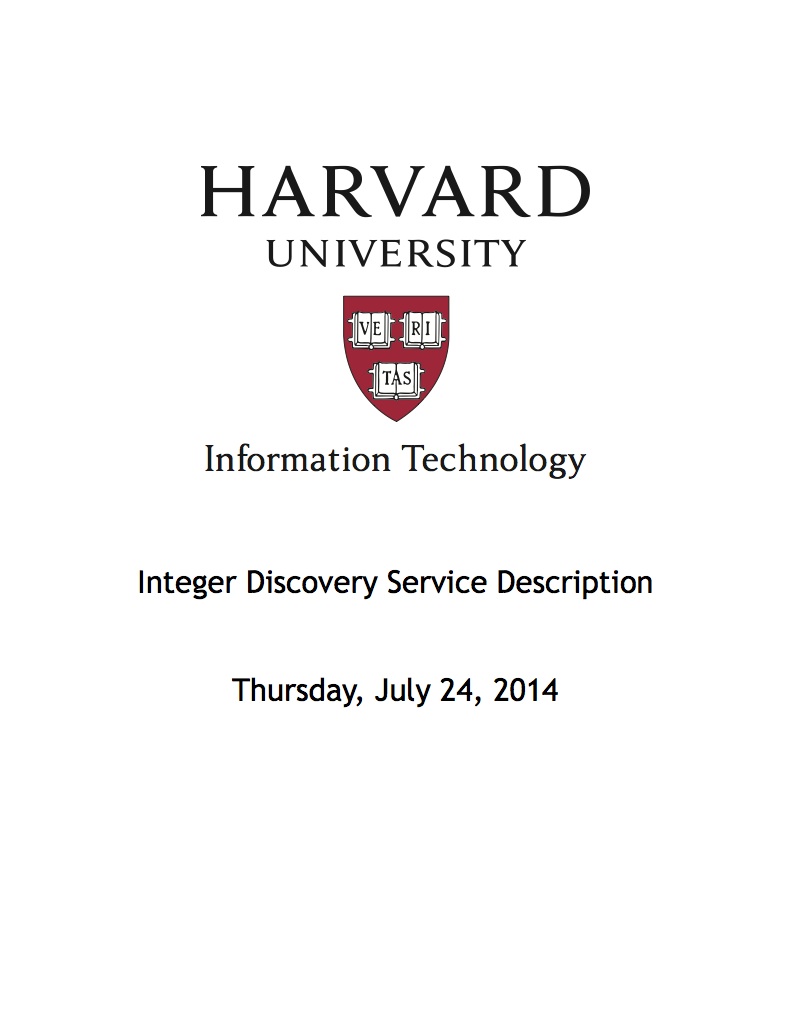 HARVARD
UNIVERSITY
VE RI
TAS
Information Technology
Integer Discovery Service Description
Thursday, July 24, 2014